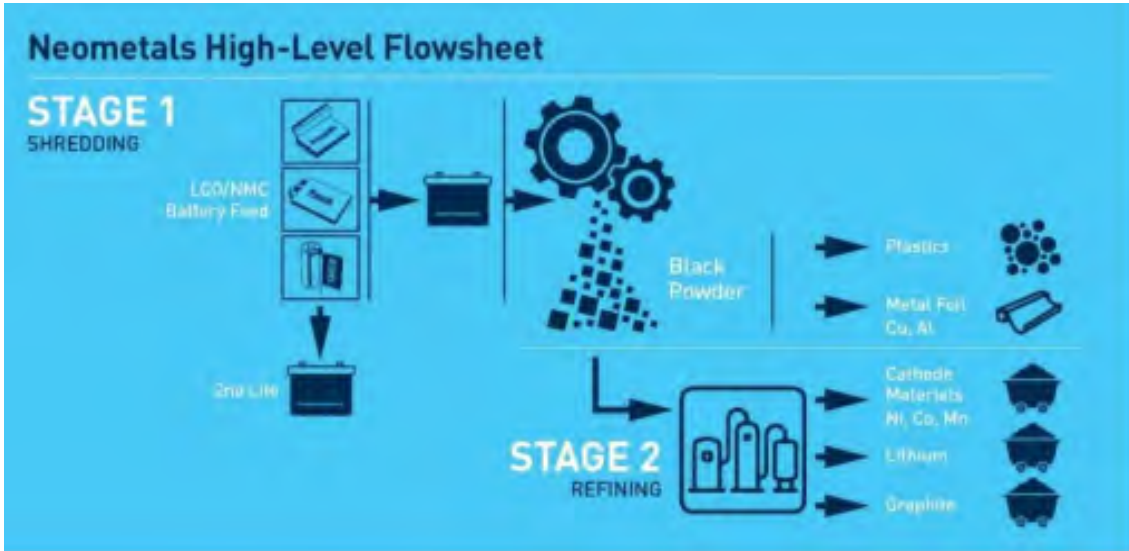 Neometals High-Level Flowsheet
STAGE 1
SHREDDING
LCO/NMC
Battery Feed
2nd Life
Black
Powder
Plastics
Metal Foil
Cu, Al
STAGE 2
REFINING
Cathode
Materials
Ni, Co, Mn
Lithium
Graphite